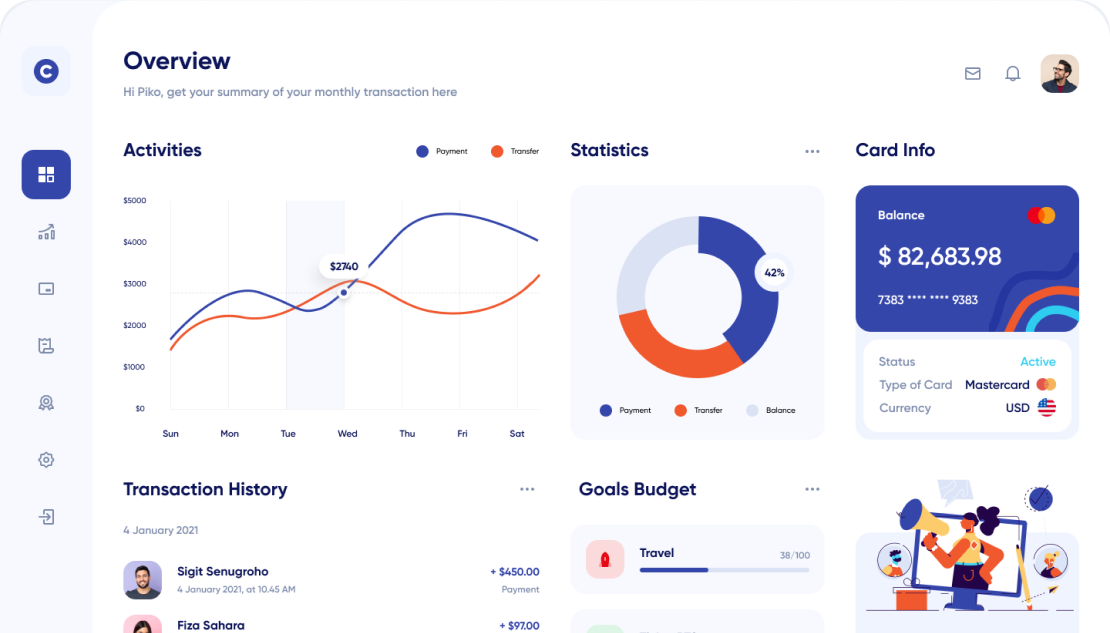 C
Overview
Hi Piko, get your summary of your monthly transaction here
Activities
Payment
Transfer
$5000
$4000
$3000
$2000
$1000
$0
$2740
Sun
Mon
Tue
Wed
Thu
Fri
Sat
Statistics
42%
Payment
Transfer
Balance
Card Info
Balance
$ 82,683.98
7383 **** **** 9383
Status
Active
Type of Card
Mastercard
Currency
USD
Transaction History
4 January 2021
Sigit Senugroho
+ $450.00
4 January 2021, at 10.45 AM
Payment
Fiza Sahara
+ $97.00
Goals Budget
Travel
38/100